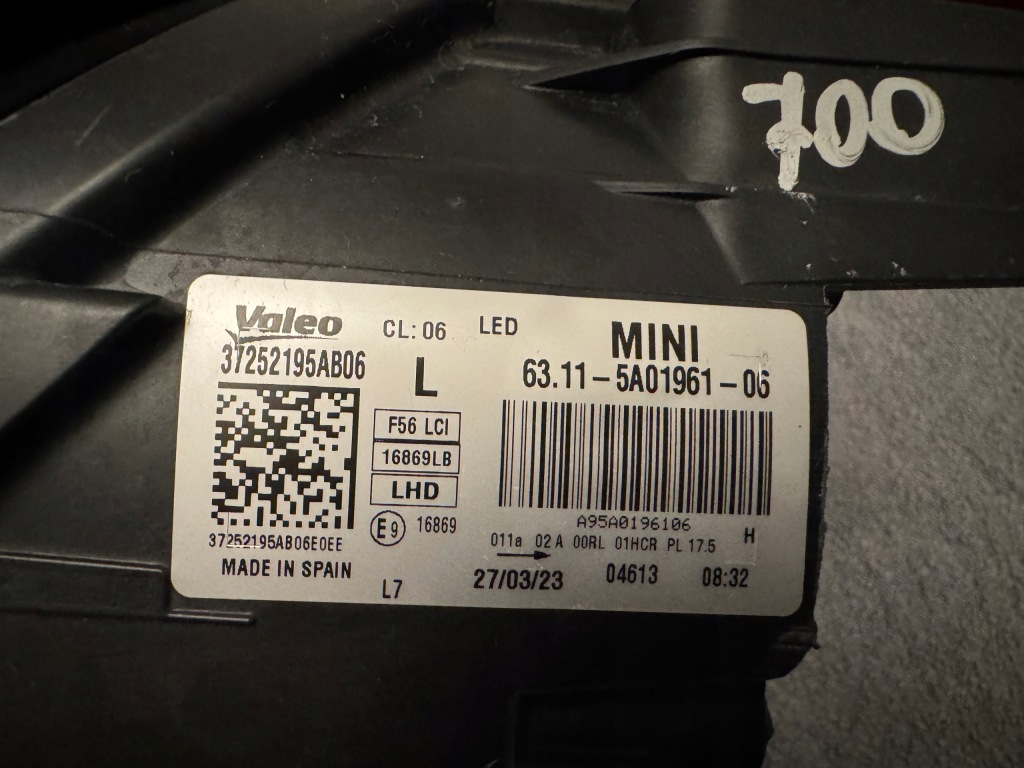 700
Valeo CL: 06 LED MINI
37252195AB06 L 63.11-5A01961-06
F56 LCI
16869LB
LHD
E9 16869 A95A0196106
37252195AB06E0EE 011a 02A 00RL 01HCR PL 17.5 H
MADE IN SPAIN L7 27/03/23 04613 08:32